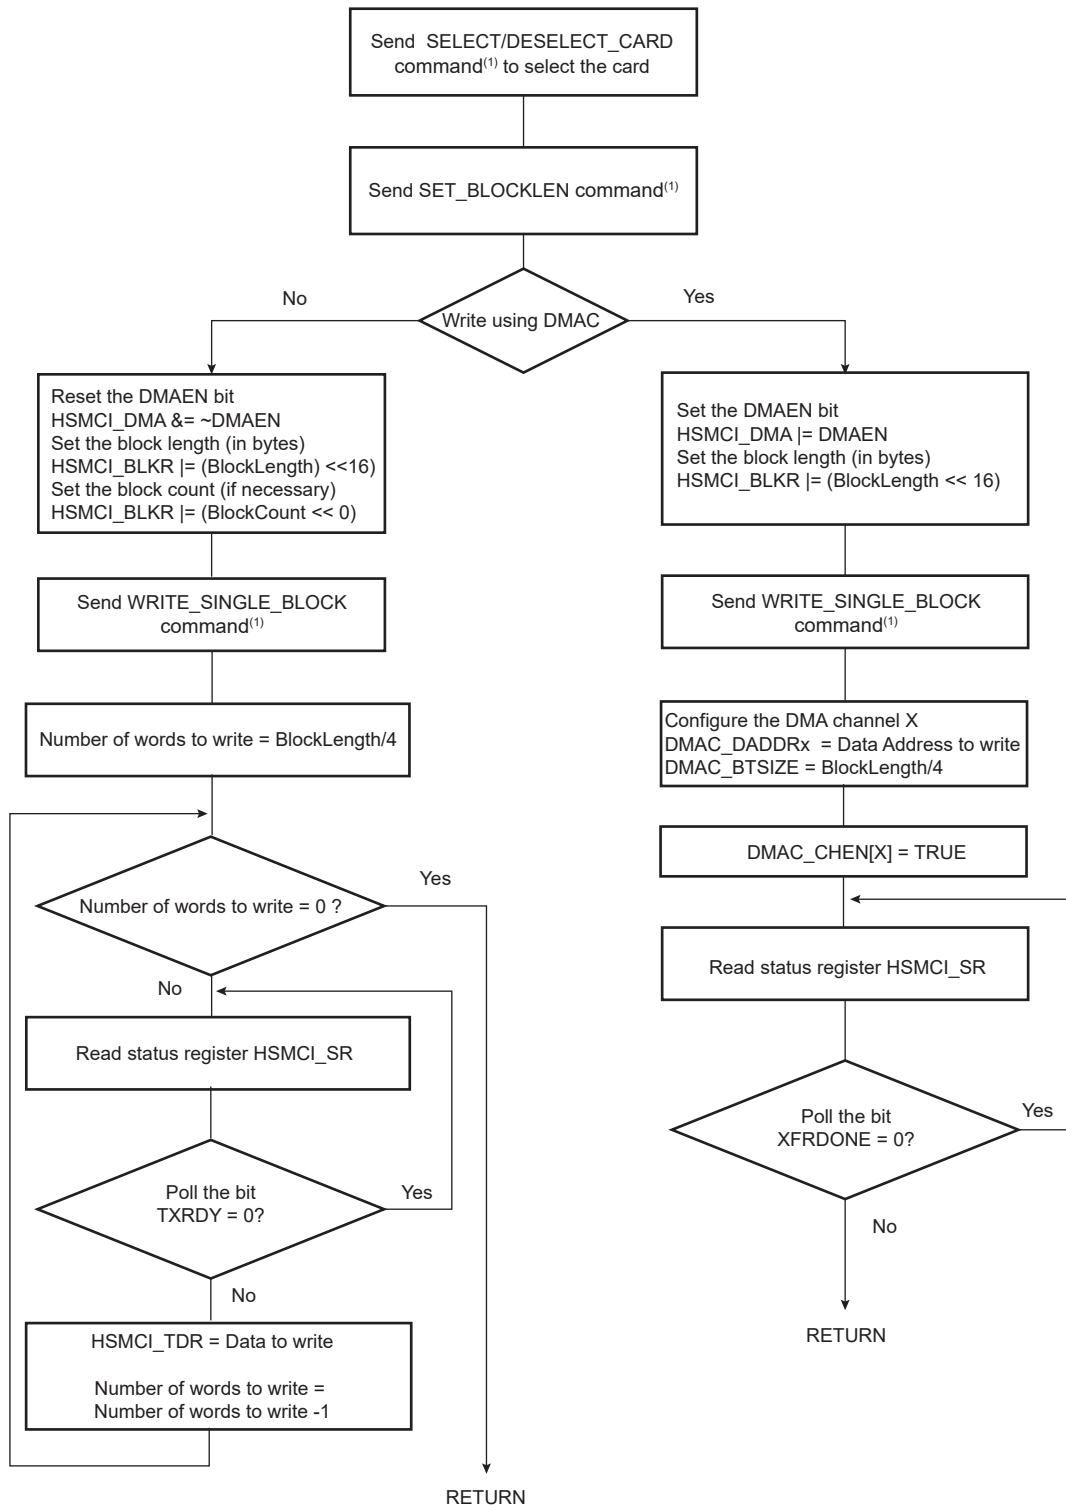 Send  SELECT/DESELECT_CARD
command(1) to select the card
Send SET_BLOCKLEN command(1)
No
Yes
Write using DMAC
Reset the DMAEN bit
HSMCI_DMA &= ~DMAEN
Set the block length (in bytes)
HSMCI_BLKR |= (BlockLength) <<16)
Set the block count (if necessary)
HSMCI_BLKR |= (BlockCount << 0)
Send WRITE_SINGLE_BLOCK
command(1)
Number of words to write = BlockLength/4
Number of words to write = 0 ?
Yes
No
Read status register HSMCI_SR
Poll the bit
TXRDY = 0?
Yes
No
HSMCI_TDR = Data to write
Number of words to write =
Number of words to write -1
RETURN
Set the DMAEN bit
HSMCI_DMA |= DMAEN
Set the block length (in bytes)
HSMCI_BLKR |= (BlockLength << 16)
Send WRITE_SINGLE_BLOCK
command(1)
Configure the DMA channel X
DMAC_DADDRx  = Data Address to write
DMAC_BTSIZE = BlockLength/4
DMAC_CHEN[X] = TRUE
Read status register HSMCI_SR
Poll the bit
XFRDONE = 0?
Yes
No
RETURN